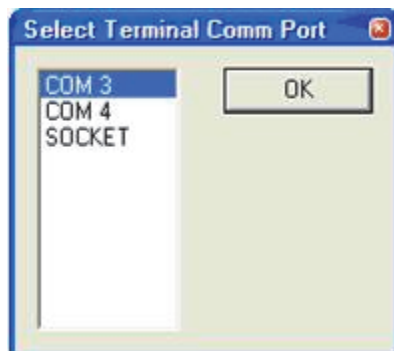 Select Terminal Comm Port
COM 3
COM 4
SOCKET
OK